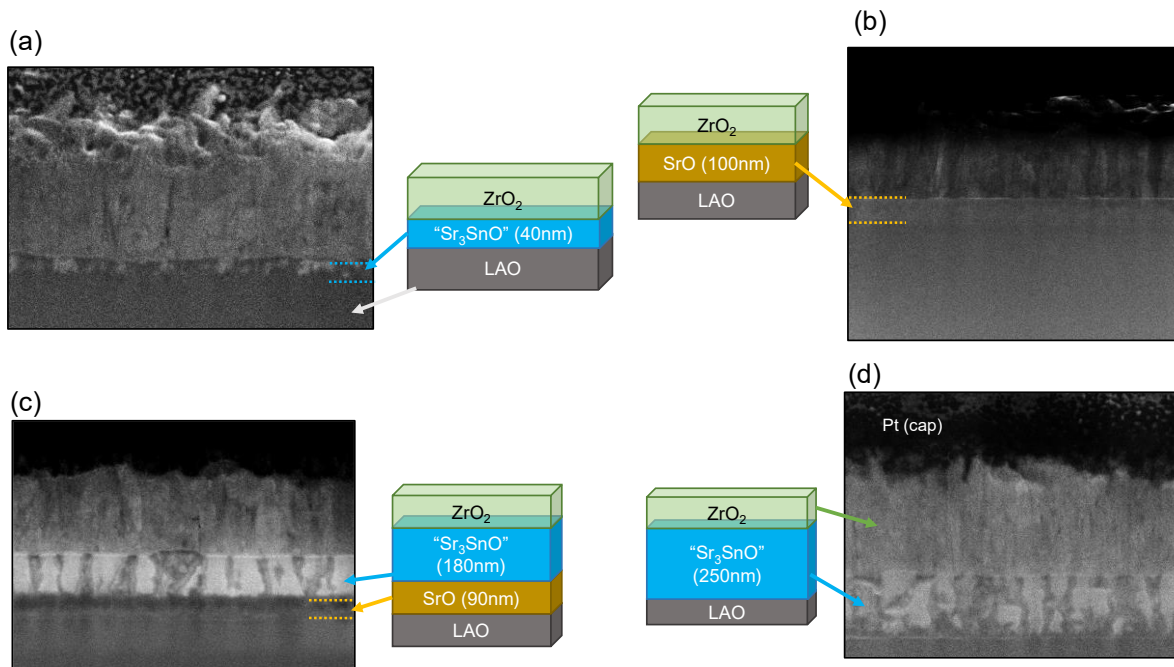 (a)
ZrO₂
“Sr₃SnO” (40nm)
LAO
(b)
ZrO₂
SrO (100nm)
LAO
(c)
ZrO₂
“Sr₃SnO”
(180nm)
SrO (90nm)
LAO
(d)
Pt (cap)
ZrO₂
“Sr₃SnO”
(250nm)
LAO